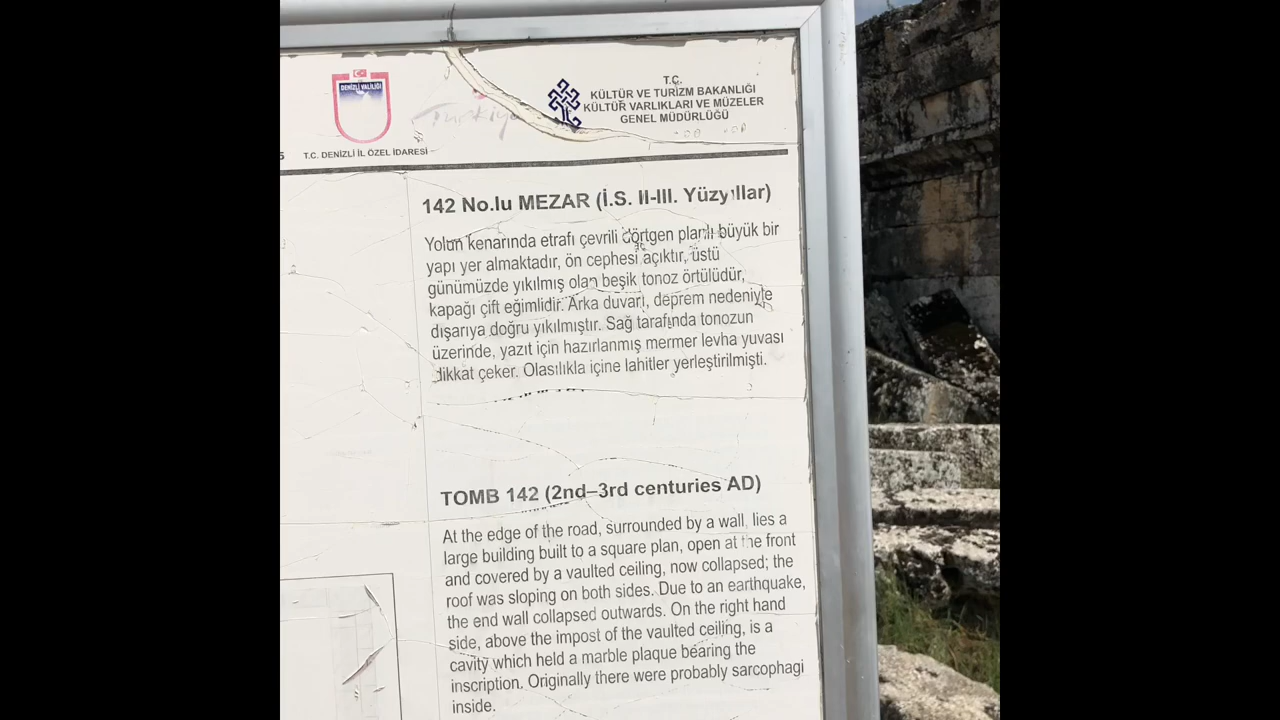 DENİZLİ VALİLİĞİ
T.C. DENİZLİ İL ÖZEL İDARESİ
Türkiye
T.C.
KÜLTÜR VE TURİZM BAKANLIĞI
KÜLTÜR VARLIKLARI VE MÜZELER
GENEL MÜDÜRLÜĞÜ
142 No.lu MEZAR (İ.S. II-III. Yüzyıllar)
Yolun kenarında etrafı çevrili dörtgen planlı büyük bir
yapı yer almaktadır, ön cephesi açıktır, üstü
günümüzde yıkılmış olan beşik tonoz örtülüdür,
kapağı çift eğimlidir. Arka duvarı, deprem nedeniyle
dışarıya doğru yıkılmıştır. Sağ tarafında tonozun
üzerinde, yazıt için hazırlanmış mermer levha yuvası
dikkat çeker. Olasılıkla içine lahitler yerleştirilmişti.
TOMB 142 (2nd–3rd centuries AD)
At the edge of the road, surrounded by a wall, lies a
large building built to a square plan, open at the front
and covered by a vaulted ceiling, now collapsed; the
roof was sloping on both sides. Due to an earthquake,
the end wall collapsed outwards. On the right hand
side, above the impost of the vaulted ceiling, is a
cavity which held a marble plaque bearing the
inscription. Originally there were probably sarcophagi
inside.